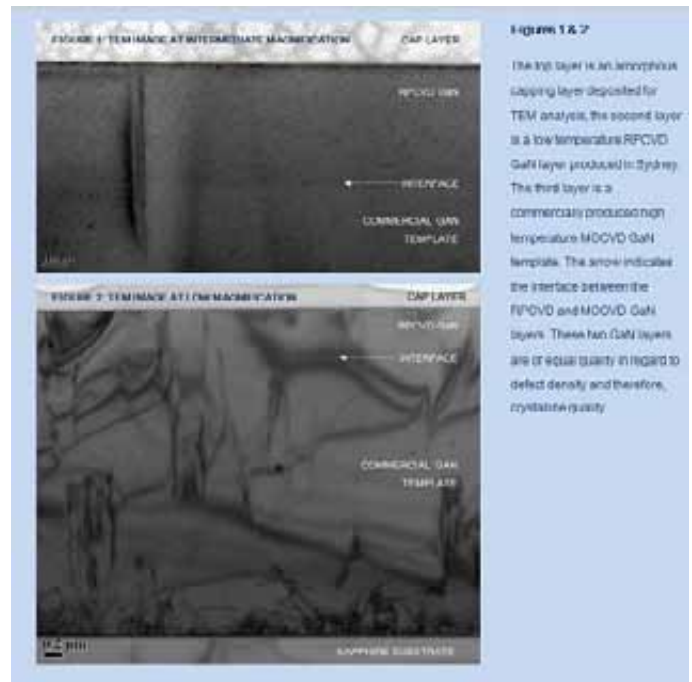 FIGURE 1: TEM IMAGE AT INTERMEDIATE MAGNIFICATION
CAP LAYER
RPCVD GAN
INTERFACE
COMMERCIAL GAN
TEMPLATE
FIGURE 2: TEM IMAGE AT LOW MAGNIFICATION
CAP LAYER
RPCVD GAN
INTERFACE
COMMERCIAL GAN
TEMPLATE
0.2 µm
SAPPHIRE SUBSTRATE
Figures 1 & 2
The top layer is an amorphous
capping layer deposited for
TEM analysis, the second layer
is a low temperature RPCVD
GaN layer produced in Sydney.
The third layer is a
commercially produced high
temperature MOCVD GaN
template. The arrow indicates
the interface between the
RPCVD and MOCVD GaN
layers. These two GaN layers
are of equal quality in regard to
defect density and therefore,
crystalline quality